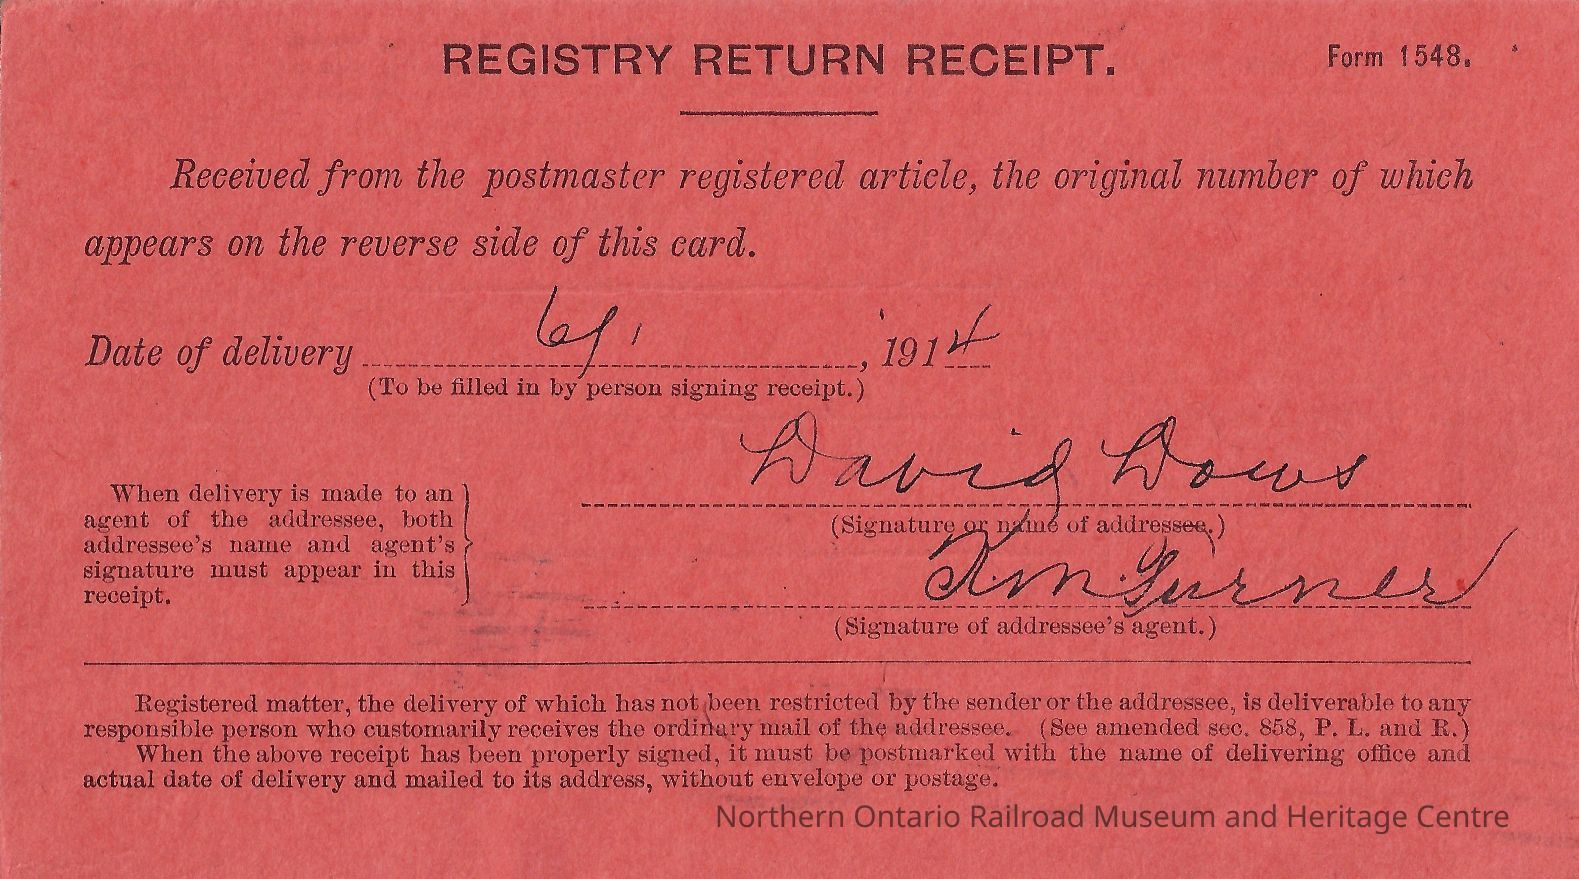 REGISTRY RETURN RECEIPT.
Form 1548.
Received from the postmaster registered article, the original number of which
appears on the reverse side of this card.
Date of delivery 6/ , 1914
(To be filled in by person signing receipt.)
David Dows
(Signature or name of addressee.)
When delivery is made to an
agent of the addressee, both
addressee's name and agent's
signature must appear in this
receipt.
Turner
(Signature of addressee's agent.)
Registered matter, the delivery of which has not been restricted by the sender or the addressee, is deliverable to any
responsible person who customarily receives the ordinary mail of the addressee. (See amended sec. 858, P. L. and R.)
When the above receipt has been properly signed, it must be postmarked with the name of delivering office and
actual date of delivery and mailed to its address, without envelope or postage.
Northern Ontario Railroad Museum and Heritage Centre